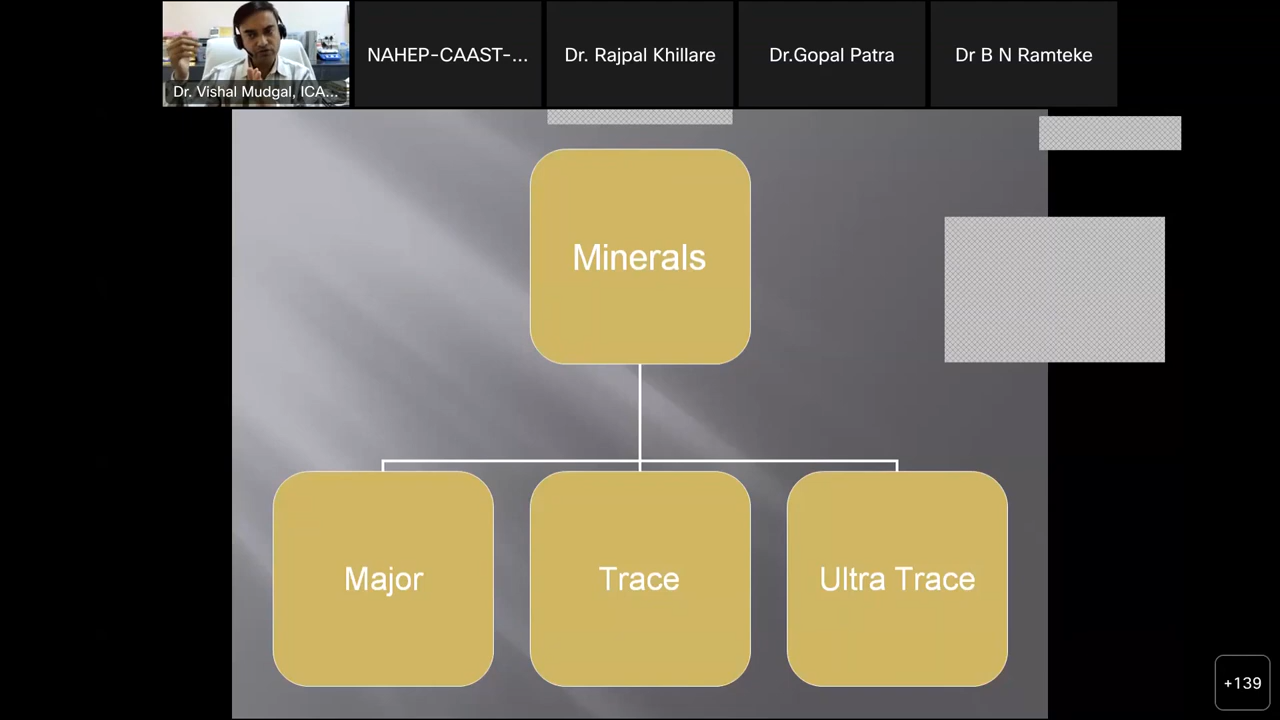 Dr. Vishal Mudgal, ICA...
NAHEP-CAAST-...
Dr. Rajpal Khillare
Dr.Gopal Patra
Dr B N Ramteke
Minerals
Major
Trace
Ultra Trace
+139